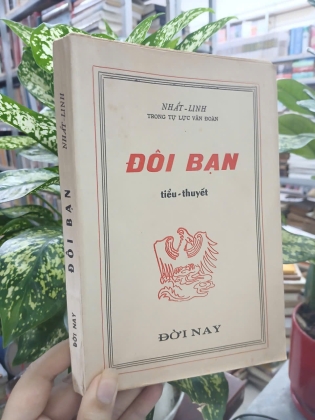 NHẤT-LINH
TRONG TỰ LỰC VĂN ĐOÀN
ĐÔI BẠN
tiểu-thuyết
ĐỜI NAY
NHẤT-LINH
ĐÔI BẠN
ĐỜI NAY